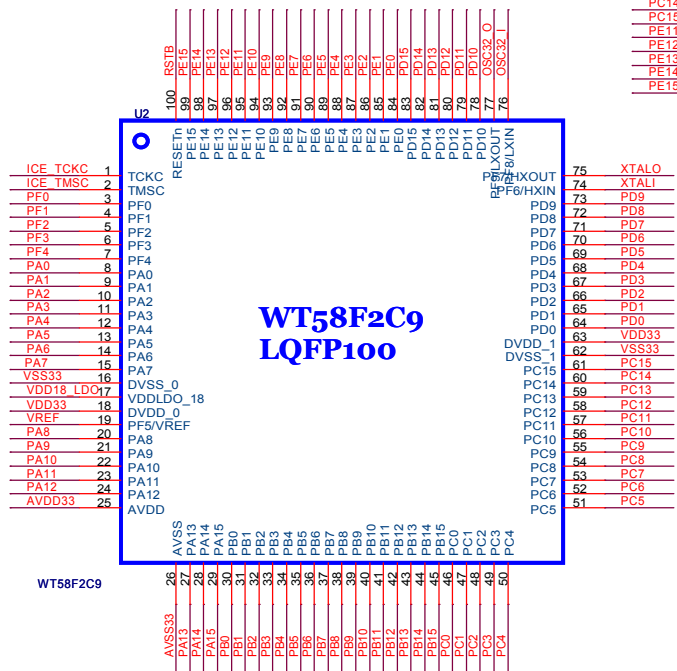 PC14
PC15
PE11
PE12
PE13
PE14
PE15
RSTB PE15 PE14 PE13 PE12 PE11 PE10 PE9 PE8 PE7 PE6 PE5 PE4 PE3 PE2 PE1 PE0 PD15 PD14 PD13 PD12 PD11 PD10 OSC32_O OSC32_I
100 99 98 97 96 95 94 93 92 91 90 89 88 87 86 85 84 83 82 81 80 79 78 77 76
U2
RESETn PE15 PE14 PE13 PE12 PE11 PE10 PE9 PE8 PE7 PE6 PE5 PE4 PE3 PE2 PE1 PE0 PD15 PD14 PD13 PD12 PD11 PD10 PF9/LXOUT PF8/LXIN
ICE_TCKC 1 TCKC
ICE_TMSC 2 TMSC
PF0 3 PF0
PF1 4 PF1
PF2 5 PF2
PF3 6 PF3
PF4 7 PF4
PA0 8 PA0
PA1 9 PA1
PA2 10 PA2
PA3 11 PA3
PA4 12 PA4
PA5 13 PA5
PA6 14 PA6
PA7 15 PA7
VSS33 16 DVSS_0
VDD18_LDO 17 VDDLDO_18
VDD33 18 DVDD_0
VREF 19 PF5/VREF
PA8 20 PA8
PA9 21 PA9
PA10 22 PA10
PA11 23 PA11
PA12 24 PA12
AVDD33 25 AVDD
WT58F2C9
LQFP100
PF7/HXOUT 75 XTALO
PF6/HXIN 74 XTALI
PD9 73 PD9
PD8 72 PD8
PD7 71 PD7
PD6 70 PD6
PD5 69 PD5
PD4 68 PD4
PD3 67 PD3
PD2 66 PD2
PD1 65 PD1
PD0 64 PD0
DVDD_1 63 VDD33
DVSS_1 62 VSS33
PC15 61 PC15
PC14 60 PC14
PC13 59 PC13
PC12 58 PC12
PC11 57 PC11
PC10 56 PC10
PC9 55 PC9
PC8 54 PC8
PC7 53 PC7
PC6 52 PC6
PC5 51 PC5
AVSS PA13 PA14 PA15 PB0 PB1 PB2 PB3 PB4 PB5 PB6 PB7 PB8 PB9 PB10 PB11 PB12 PB13 PB14 PB15 PC0 PC1 PC2 PC3 PC4
26 27 28 29 30 31 32 33 34 35 36 37 38 39 40 41 42 43 44 45 46 47 48 49 50
WT58F2C9
AVSS33 PA13 PA14 PA15 PB0 PB1 PB2 PB3 PB4 PB5 PB6 PB7 PB8 PB9 PB10 PB11 PB12 PB13 PB14 PB15 PC0 PC1 PC2 PC3 PC4